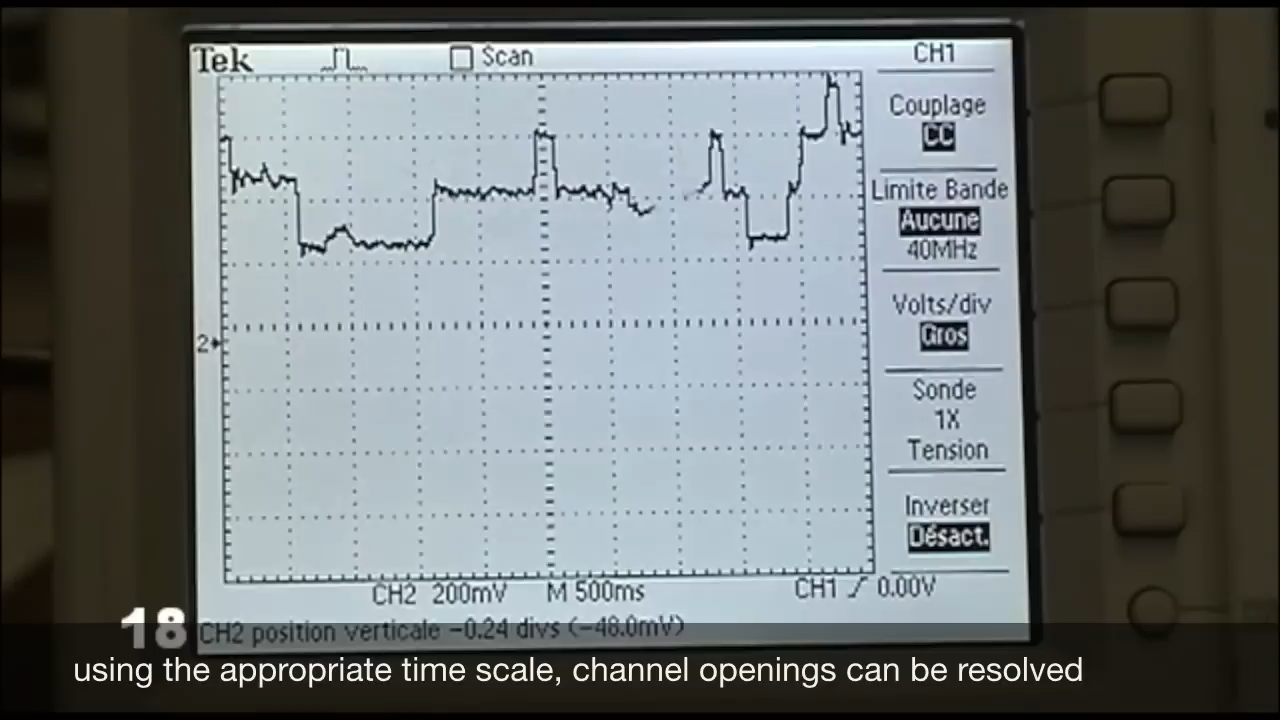 Tek
Scan
CH1
Couplage
CC
Limite Bande
Aucune
40MHz
Volts/div
Gros
Sonde
1X
Tension
Inverser
Désact.
2
CH2 200mV M 500ms CH1 0.00V
CH2 position verticale -0.24 divs (-48.0mV)
18
using the appropriate time scale, channel openings can be resolved